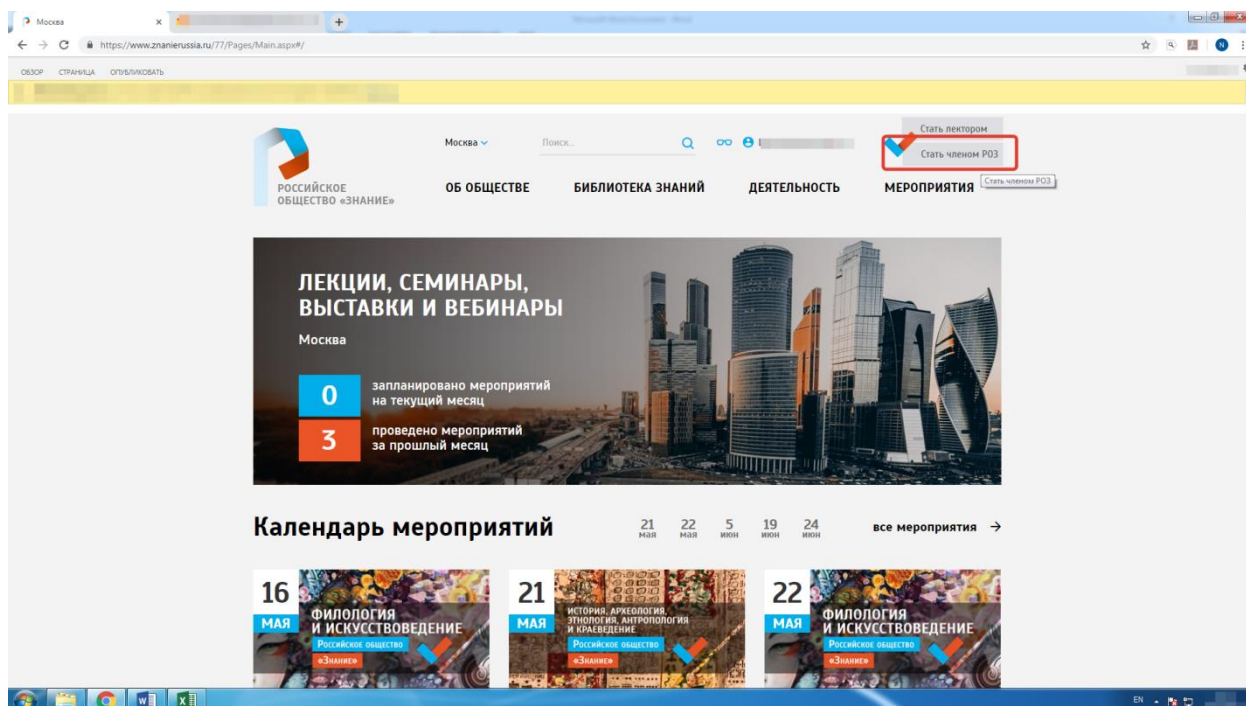 Москва
https://www.znanierussia.ru/77/Pages/Main.aspx#/
N
ОБЗОР СТРАНИЦА ОПУБЛИКОВАТЬ
РОССИЙСКОЕ
ОБЩЕСТВО «ЗНАНИЕ»
Москва
Поиск...
Стать лектором
Стать членом РОЗ
Стать членом РОЗ
ОБ ОБЩЕСТВЕ БИБЛИОТЕКА ЗНАНИЙ ДЕЯТЕЛЬНОСТЬ МЕРОПРИЯТИЯ
ЛЕКЦИИ, СЕМИНАРЫ,
ВЫСТАВКИ И ВЕБИНАРЫ
Москва
0 запланировано мероприятий
на текущий месяц
3 проведено мероприятий
за прошлый месяц
Календарь мероприятий
21 22 5 19 24
мая мая июн июн июн
все мероприятия →
16
МАЯ
ФИЛОЛОГИЯ
И ИСКУССТВОВЕДЕНИЕ
Российское общество
«Знание»
21
МАЯ
ИСТОРИЯ, АРХЕОЛОГИЯ,
ЭТНОЛОГИЯ, АНТРОПОЛОГИЯ
И КРАЕВЕДЕНИЕ
Российское общество
«Знание»
22
МАЯ
ФИЛОЛОГИЯ
И ИСКУССТВОВЕДЕНИЕ
Российское общество
«Знание»
EN